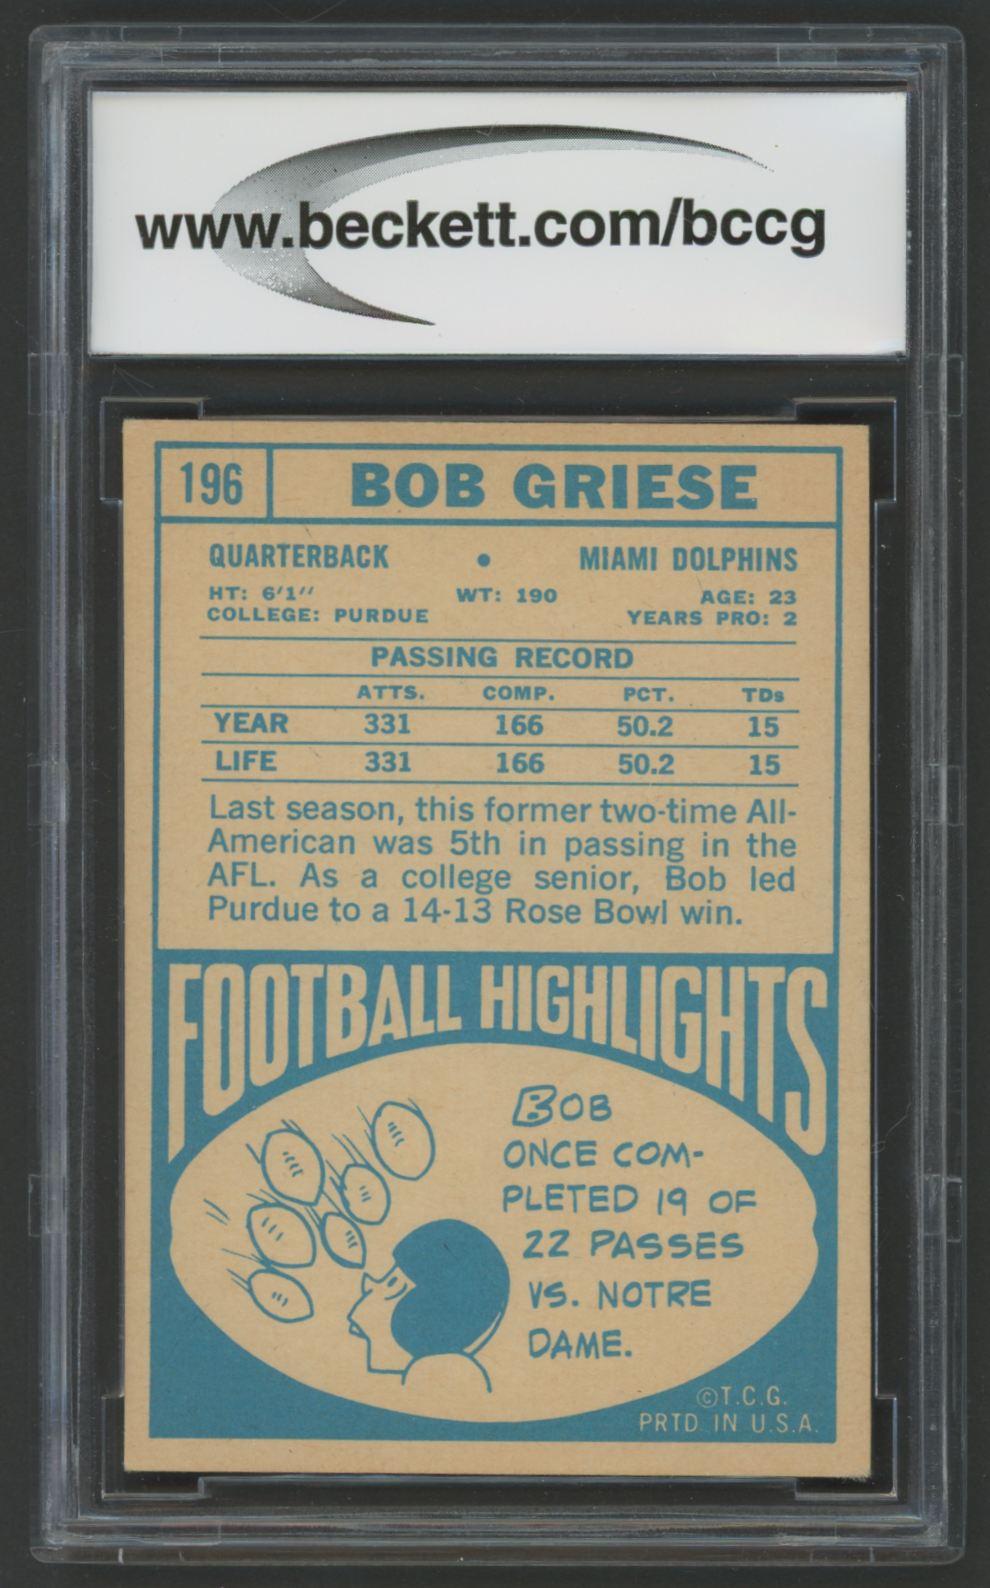 www.beckett.com/bccg
196 BOB GRIESE
QUARTERBACK • MIAMI DOLPHINS
HT: 6'1" WT: 190 AGE: 23
COLLEGE: PURDUE YEARS PRO: 2
PASSING RECORD
ATTS. COMP. PCT. TDs
YEAR 331 166 50.2 15
LIFE 331 166 50.2 15
Last season, this former two-time All-
American was 5th in passing in the
AFL. As a college senior, Bob led
Purdue to a 14-13 Rose Bowl win.
FOOTBALL HIGHLIGHTS
BOB
ONCE COM-
PLETED 19 OF
22 PASSES
VS. NOTRE
DAME.
©T.C.G.
PRTD. IN U.S.A.